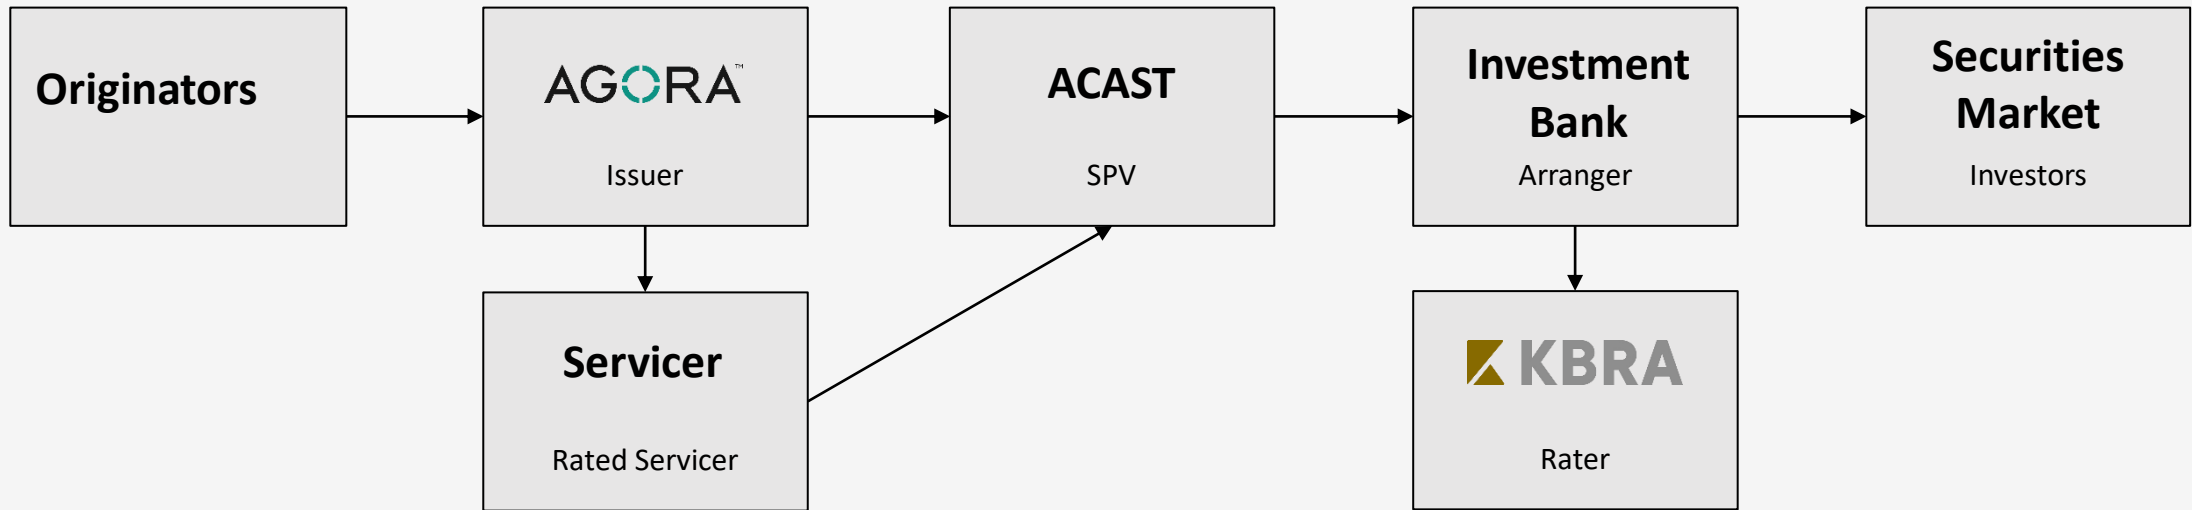 Originators
AGORA™
Issuer
ACAST
SPV
Investment
Bank
Arranger
Securities
Market
Investors
Servicer
Rated Servicer
KBRA
Rater